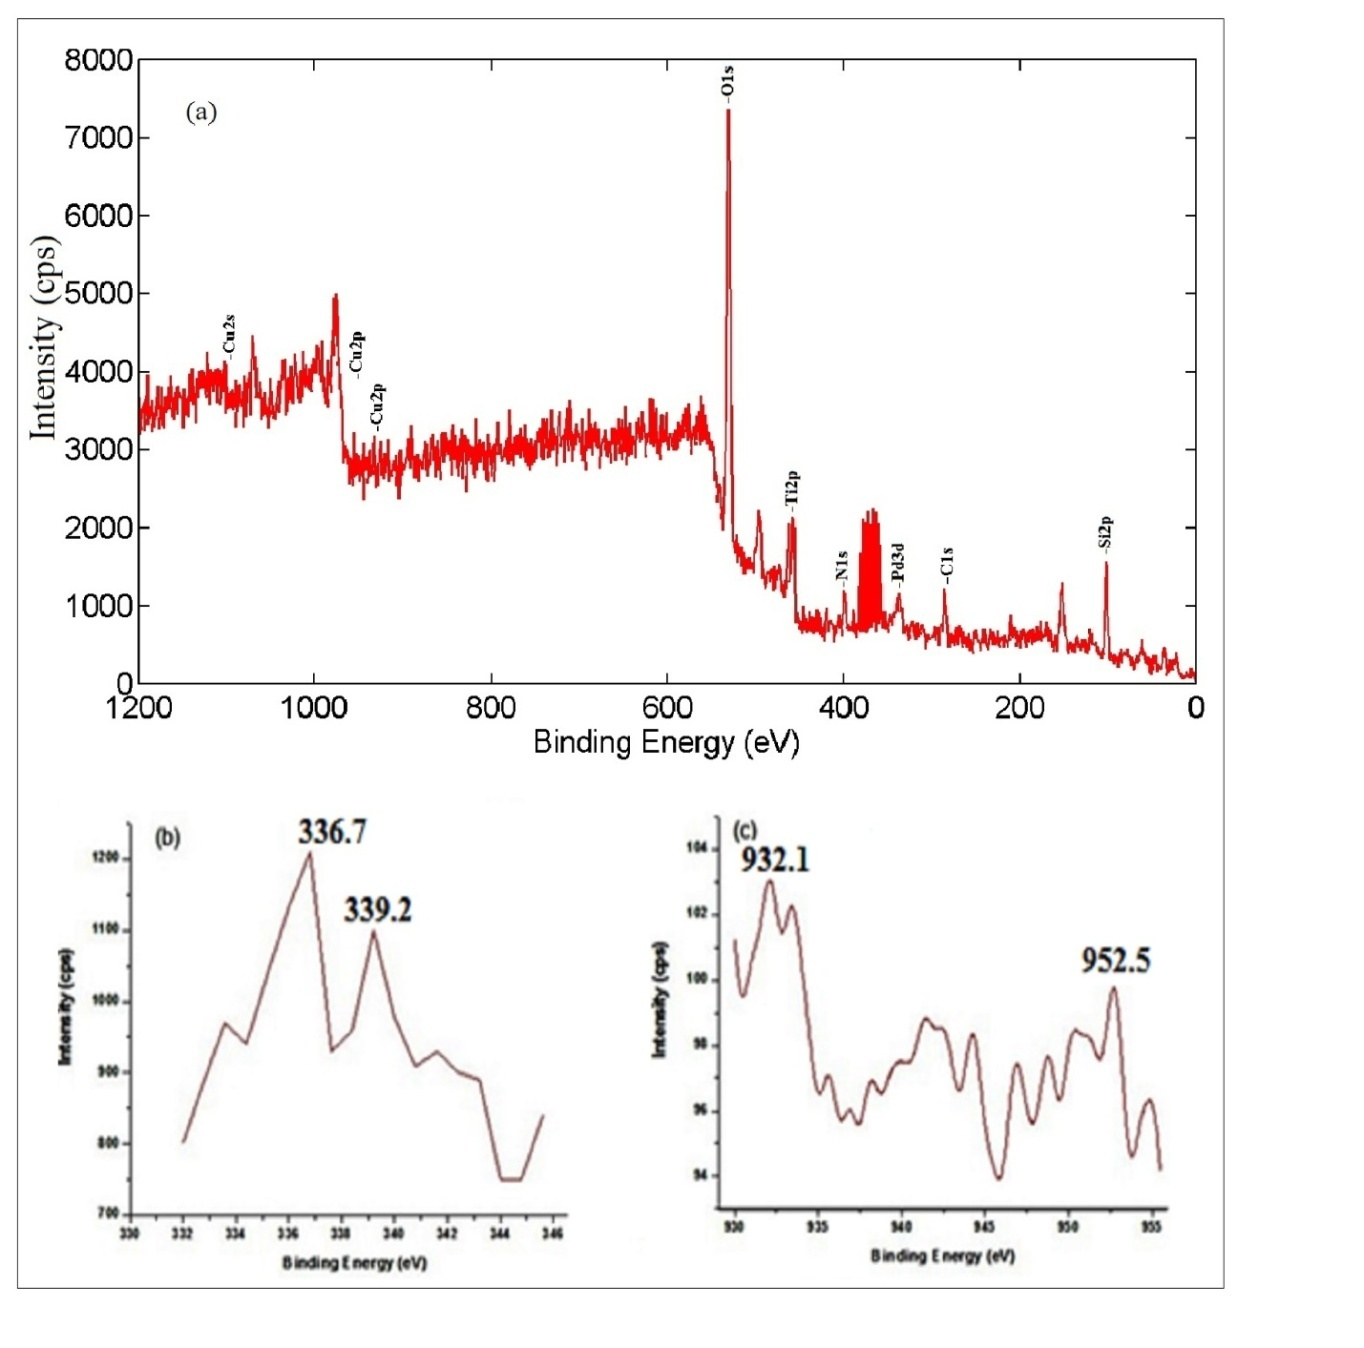 (a)
Intensity (cps)
8000
7000
6000
5000
4000
3000
2000
1000
0
-Cu2s
-Cu2p
-Cu2p
-O1s
-Ti2p
-N1s
-Pd3d
-C1s
-Si2p
1200 1000 800 600 400 200 0
Binding Energy (eV)
(b)
336.7
339.2
Intensity (cps)
1200
1100
1000
900
800
700
330 332 334 336 338 340 342 344 346
Binding Energy (eV)
(c)
932.1
952.5
Intensity (cps)
104
102
100
98
96
94
930 935 940 945 950 955
Binding Energy (eV)